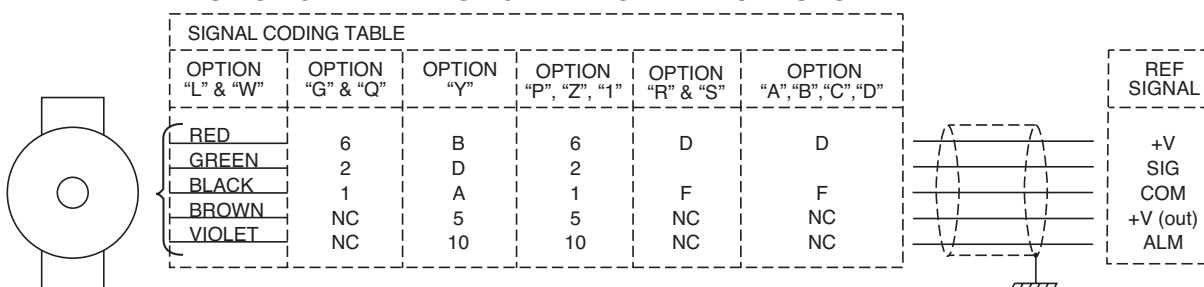 SIGNAL CODING TABLE
OPTION "L" & "W" OPTION "G" & "Q" OPTION "Y" OPTION "P", "Z", "1" OPTION "R" & "S" OPTION "A","B","C","D" REF SIGNAL
RED 6 B 6 D D +V
GREEN 2 D 2 SIG
BLACK 1 A 1 F F COM
BROWN NC 5 5 NC NC +V (out)
VIOLET NC 10 10 NC NC ALM